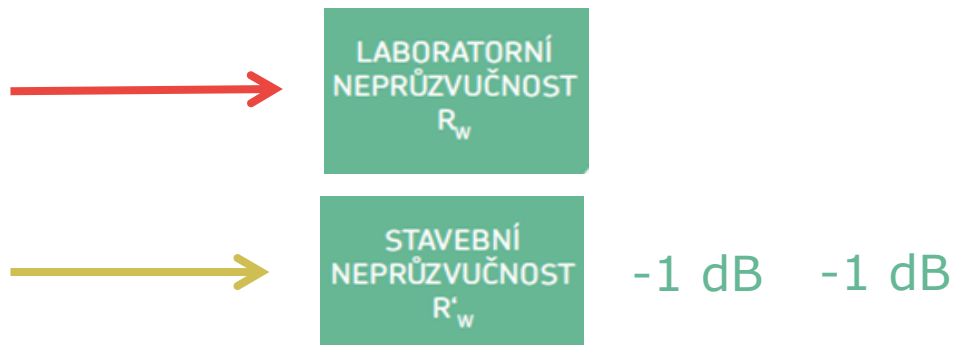 LABORATORNÍ
NEPRŮZVUČNOST
Rw
STAVEBNÍ
NEPRŮZVUČNOST
R‘w
-1 dB
-1 dB